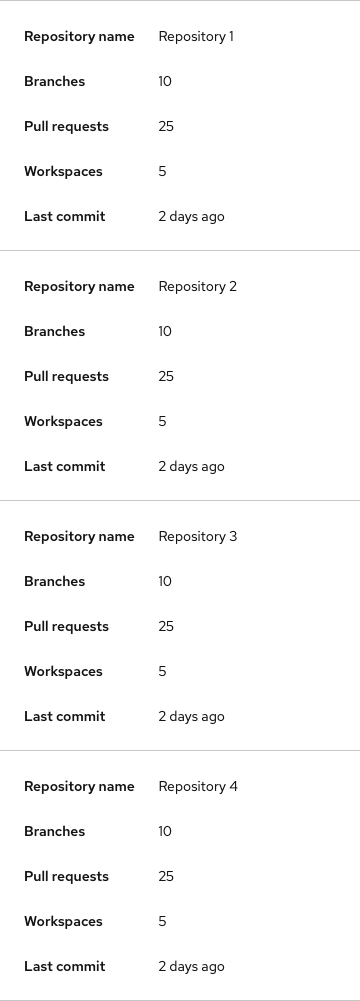 Repository name Repository 1
Branches 10
Pull requests 25
Workspaces 5
Last commit 2 days ago
Repository name Repository 2
Branches 10
Pull requests 25
Workspaces 5
Last commit 2 days ago
Repository name Repository 3
Branches 10
Pull requests 25
Workspaces 5
Last commit 2 days ago
Repository name Repository 4
Branches 10
Pull requests 25
Workspaces 5
Last commit 2 days ago